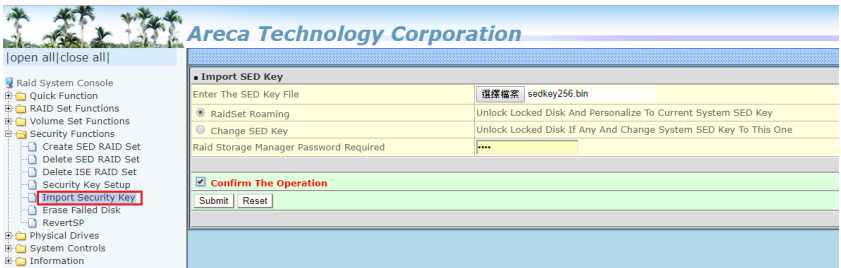 Areca Technology Corporation
|open all|close all|
Raid System Console
Quick Function
RAID Set Functions
Volume Set Functions
Security Functions
Create SED RAID Set
Delete SED RAID Set
Delete ISE RAID Set
Security Key Setup
Import Security Key
Erase Failed Disk
RevertSP
Physical Drives
System Controls
Information
Import SED Key
Enter The SED Key File 選擇檔案 sedkey256.bin
RaidSet Roaming Unlock Locked Disk And Personalize To Current System SED Key
Change SED Key Unlock Locked Disk If Any And Change System SED Key To This One
Raid Storage Manager Password Required ••••
Confirm The Operation
Submit Reset